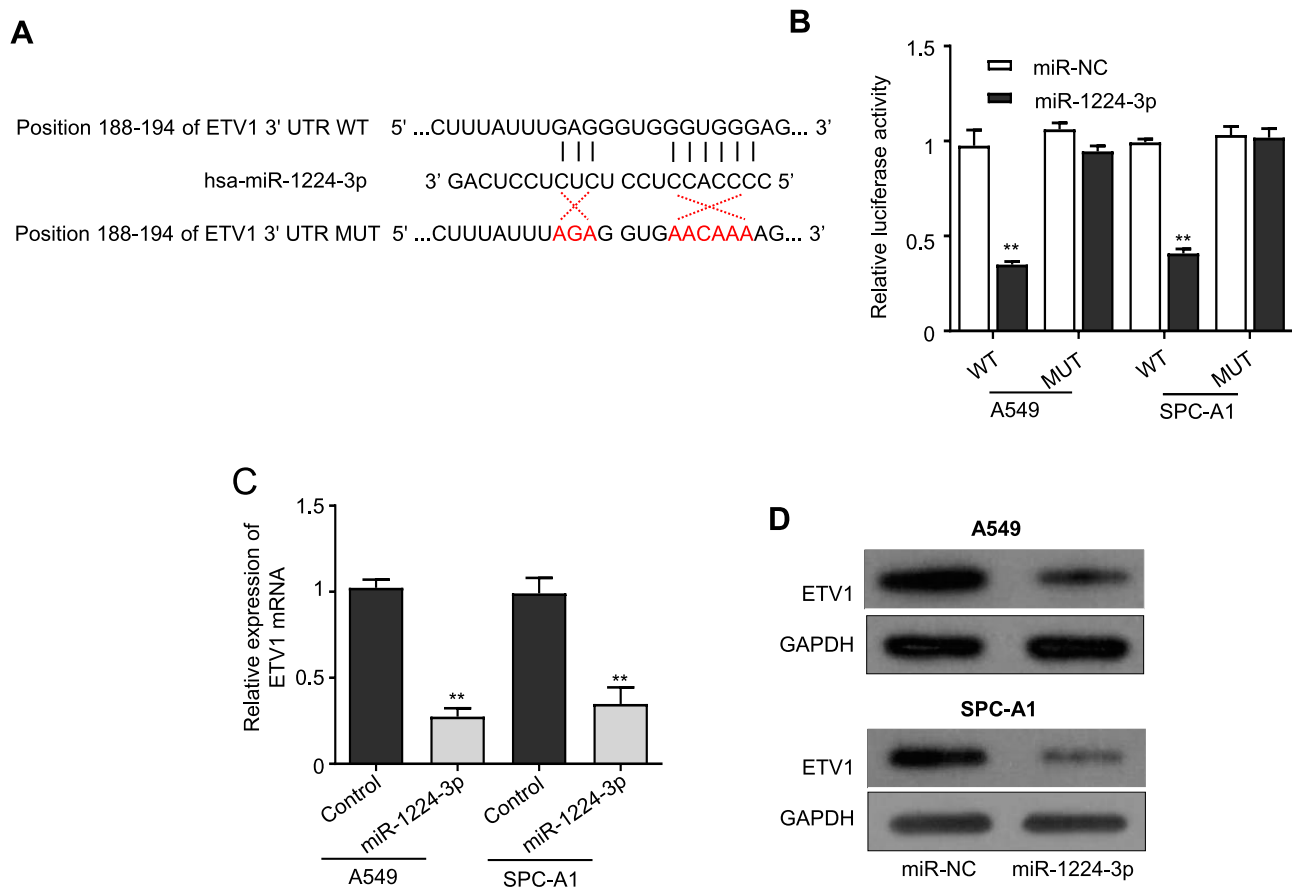 A
Position 188-194 of ETV1 3' UTR WT 5' ...CUUUAUUUGAGGGUGGGUGGGAG... 3'
hsa-miR-1224-3p 3' GACUCCUCUCU CCUCCACCCC 5'
Position 188-194 of ETV1 3' UTR MUT 5' ...CUUUAUUUAGAG GUGAACAAAAG... 3'
B
Relative luciferase activity
1.5
1
0.5
0
miR-NC
miR-1224-3p
**
**
WT
MUT
WT
MUT
A549
SPC-A1
C
Relative expression of
ETV1 mRNA
1.5
1
0.5
0
**
**
Control
miR-1224-3p
Control
miR-1224-3p
A549
SPC-A1
D
A549
ETV1
GAPDH
SPC-A1
ETV1
GAPDH
miR-NC miR-1224-3p